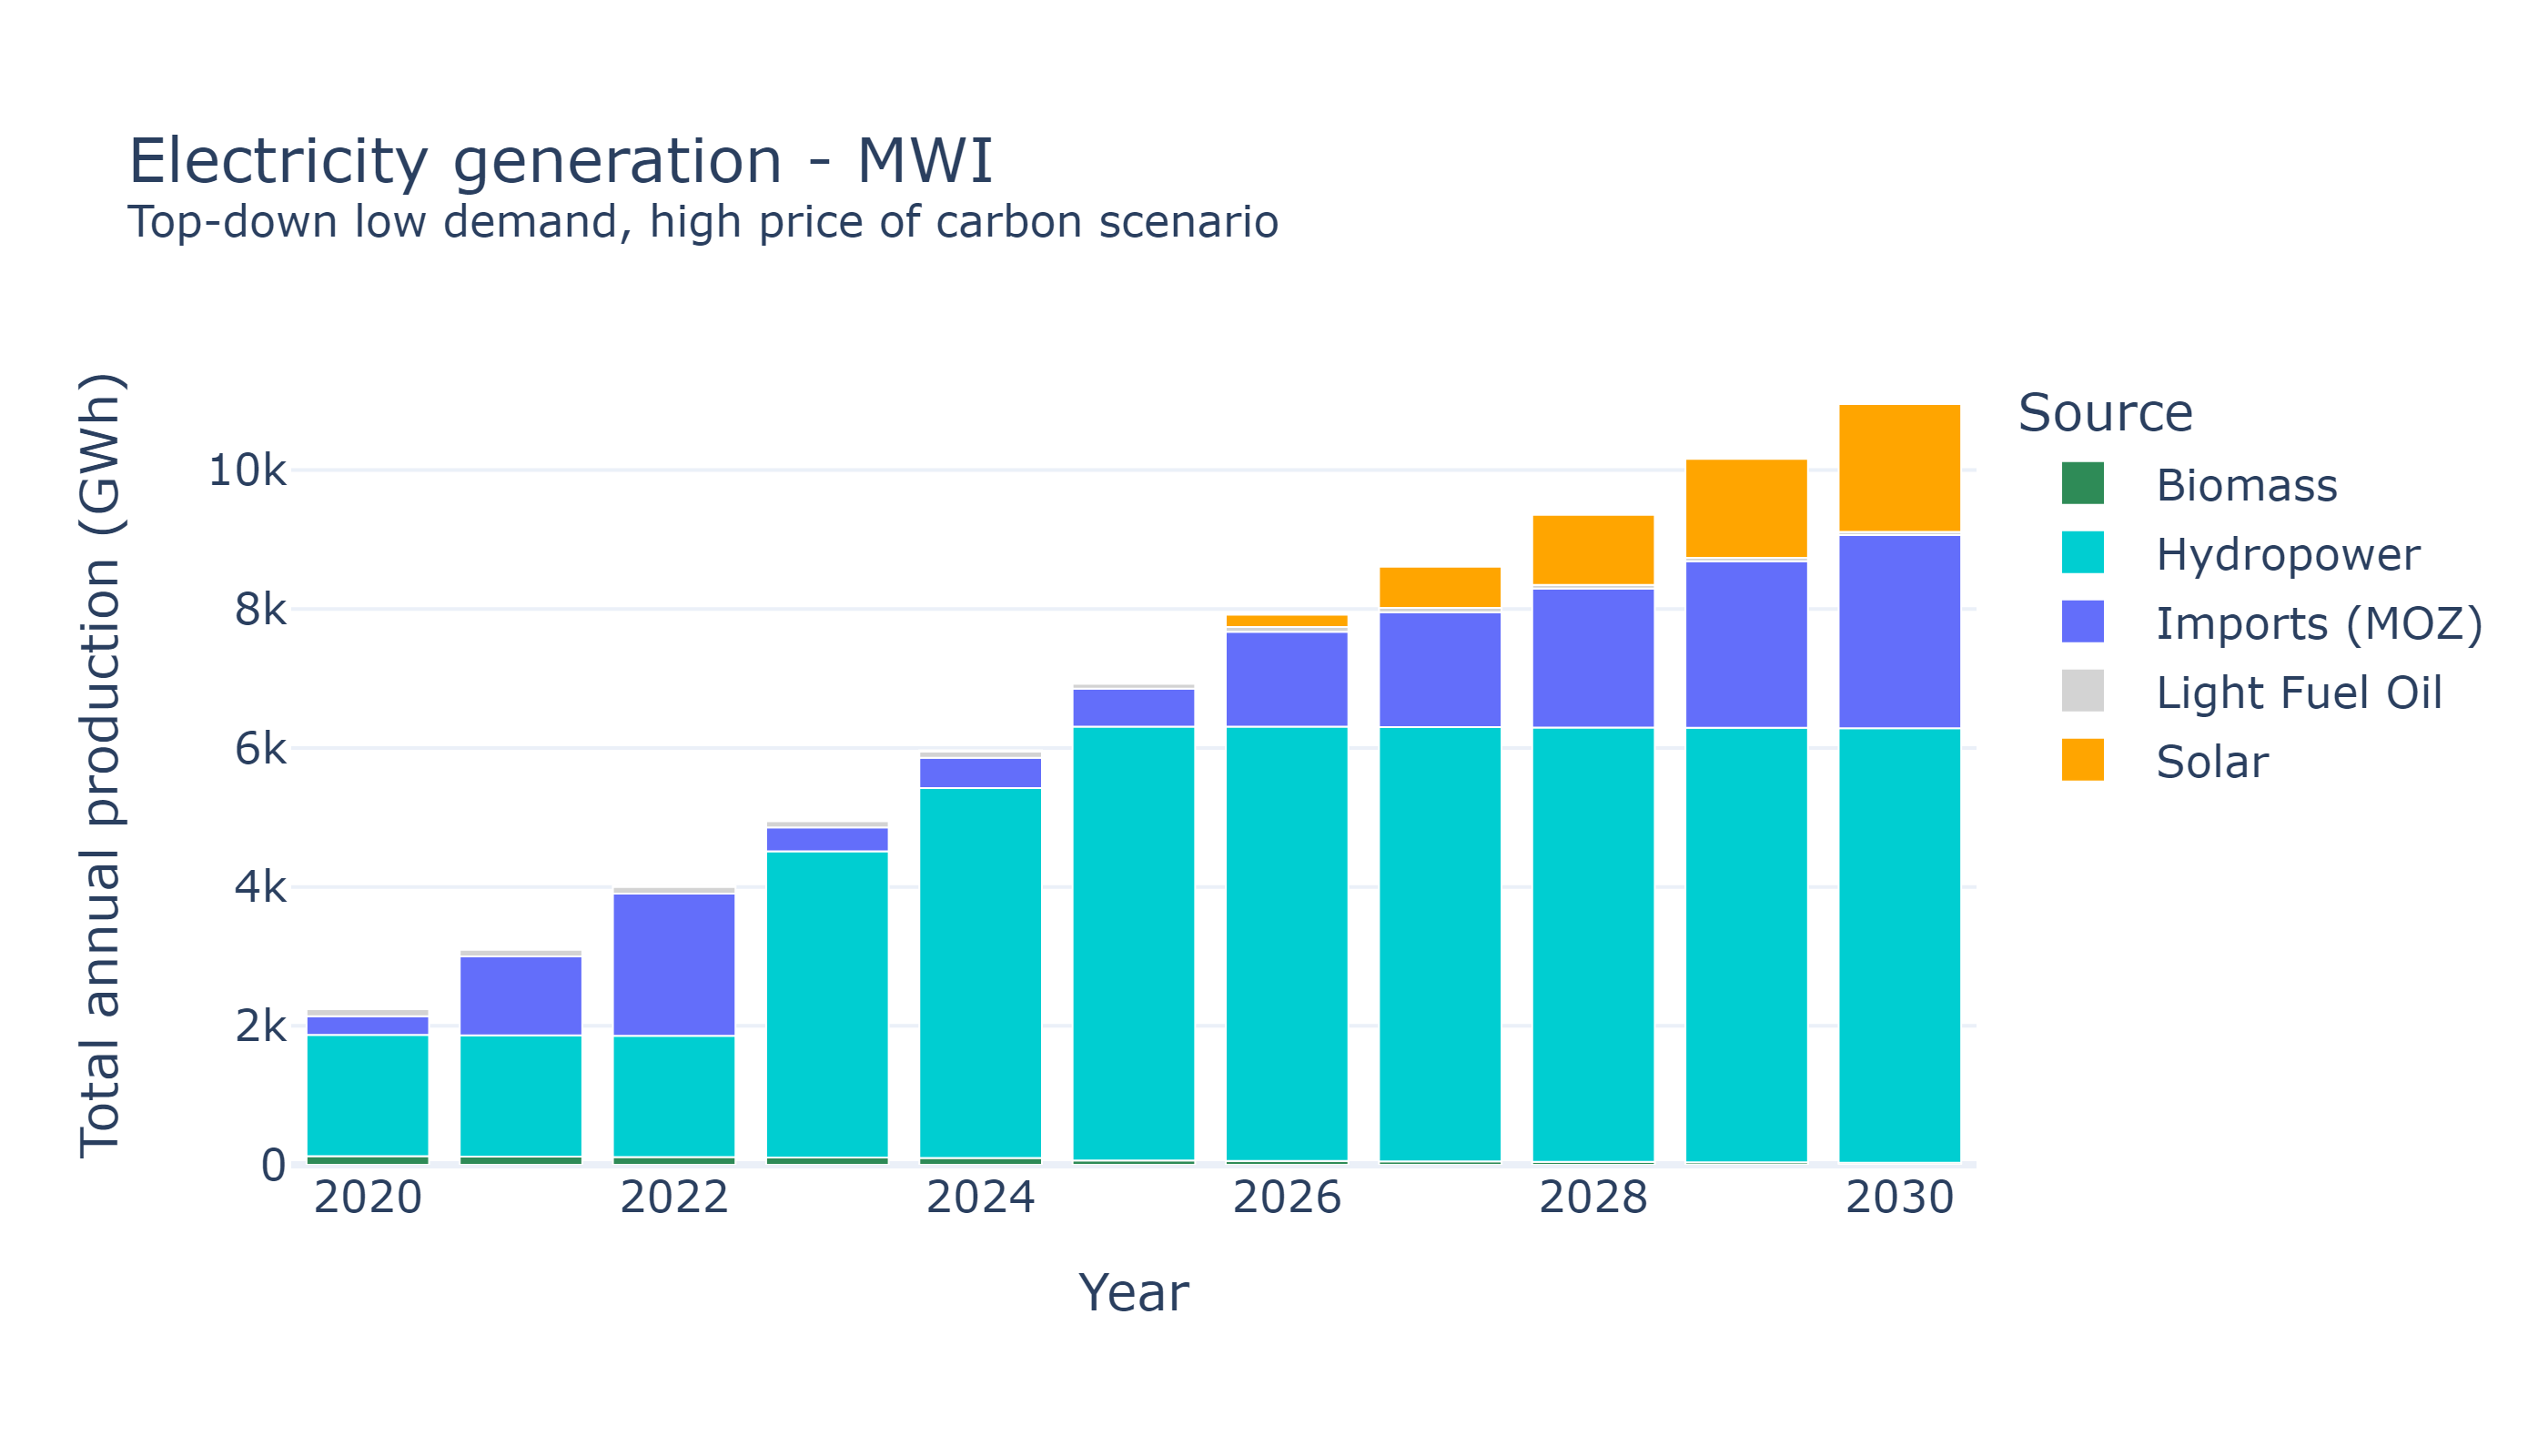 Electricity generation - MWI
Top-down low demand, high price of carbon scenario
Total annual production (GWh)
10k
8k
6k
4k
2k
0
2020
2022
2024
2026
2028
2030
Year
Source
Biomass
Hydropower
Imports (MOZ)
Light Fuel Oil
Solar